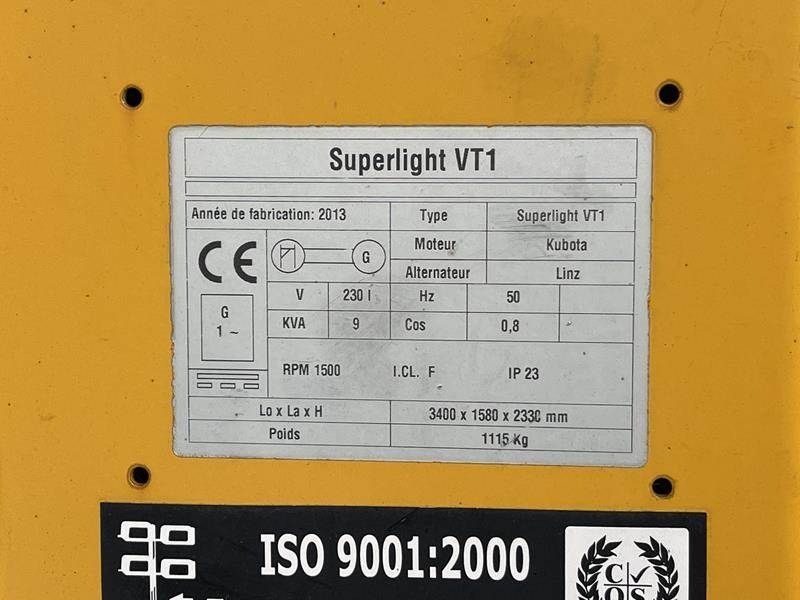 Superlight VT1
Année de fabrication: 2013 Type Superlight VT1
Moteur Kubota
CE G
Alternateur Linz
V 230 Hz 50
G
1 ~
KVA 9 Cos 0,8
RPM 1500 I.CL. F IP 23
Lo x La x H 3400 x 1580 x 2330 mm
Poids 1115 Kg
ISO 9001:2000
C
Q S